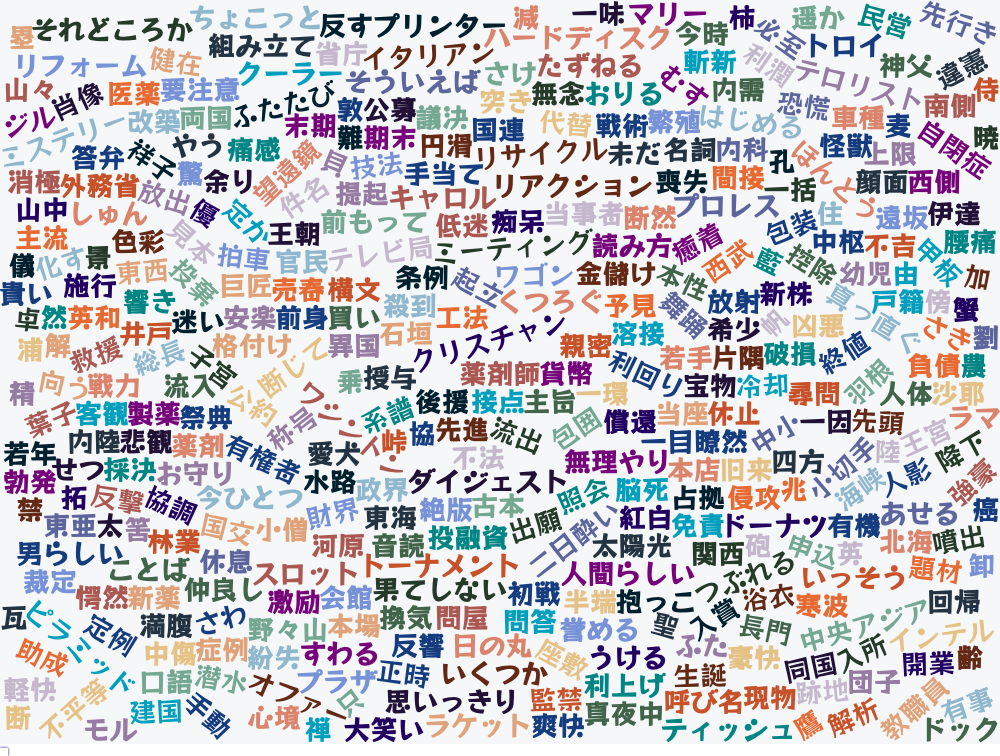 塁 それどころか ちょこっと 反す プリンター 減 一味 マリー 柿 必至 遥か 民営 先行き
組み立て 省庁 イタリアン ハードディスク 今時 トロイ
リフォーム 健在 クーラー そういえば さけ たずねる 斬新 利潤 テロリスト 神父 違憲
山々 肖像 医薬 要注意 ふたたび 敦 公募 議決 突き 無念 おりる むす 内需 恐慌 車種 南側 侍
ジル ミステリー 改築 両国 末期 難 期末 円滑 国連 代替 戦術 繁殖 はじめる 麦 自閉症 暁
答弁 祥子 やう 痛感 望遠鏡 貝 技法 手当て リサイクル 未だ 名詞 内科 孔 ほんとう 怪獣 上限
消極 外務省 驚 余り 件名 提起 キャロル リアクション 喪失 間接 一括 顔面 西側
山中 しゅん 放出 優 定か 王朝 前もって 低迷 痴呆 当事者 断然 プロレス 包装 住 遠坂 伊達
主流 色彩 見本 拍車 官民 テレビ局 ミーティング 読み方 癒着 西武 藍 控除 中枢 不吉 甲板 腰痛
儀 化す 景 東西 投棄 巨匠 売春 構文 条例 起立 ワゴン 金儲け 本性 幼児 由 加
貴い 施行 響き 殺到 くつろぐ 予見 舞踊 放射 新株 真っ直ぐ 戸籍 傍 蟹
卓 然 英和 井戸 迷い 安楽 前身 買い 石垣 工法 溶接 希少 凶悪 さき 劉
浦 解 救援 総長 子宮 格付け 異国 クリスチャン 親密 利回り 若手 片隅 破損 終値 負債 農
精 向う 戦力 流入 公約 断じて 乗 授与 薬剤師 貨幣 一環 宝物 冷却 尋問 羽根 人体 沙耶
葉子 客観 製薬 祭典 称号 ワシントン 系譜 後援 接点 主旨 包囲 償還 当座 休止 一因 先頭 ラマ
若年 内陸 悲観 薬剤 有権者 愛犬 峠 協 先進 流出 一目瞭然 中小 小切手 陸 王宮 降下
勃発 せつ 採決 お守り 水路 政界 不法 ダイジェスト 無理やり 本店 旧来 四方 海峡 人影 強豪
禁 拓 反撃 協調 今ひとつ 財界 東海 絶版 古本 照会 脳死 占拠 侵攻 兆 あせる 癌
東亜 太 答 林業 国交 小僧 河原 音読 投融資 出願 二日酔い 紅白 免責 ドーナツ 有機 北海 噴出
男らしい ことば 休息 スロット トーナメント 太陽光 関西 砲 申込 英 題材 卸
裁定 愕然 新薬 仲良し 激励 会館 果てしない 初戦 人間らしい 半端 抱っこ つぶれる 浴衣 いっそう 寒波 回帰
瓦 ピラミッド 定例 満腹 さわ 野々山 本場 換気 問屋 問答 誉める 聖 入賞 長門 中央 アジア インテル
助成 中傷 症例 紛失 すわる 反響 日の丸 座敷 うける ふた 豪快 同国 入所 開業 齢
軽快 口語 潜水 オファー プラザ 正時 いくつか 利上げ 生誕 呼び名 現物 跡地 団子 有事
断 不平等 モル 建国 手動 心境 禅 大笑い 思いっきり ラケット 監禁 爽快 真夜中 ティッシュ 鷹 解析 教職員 ドック